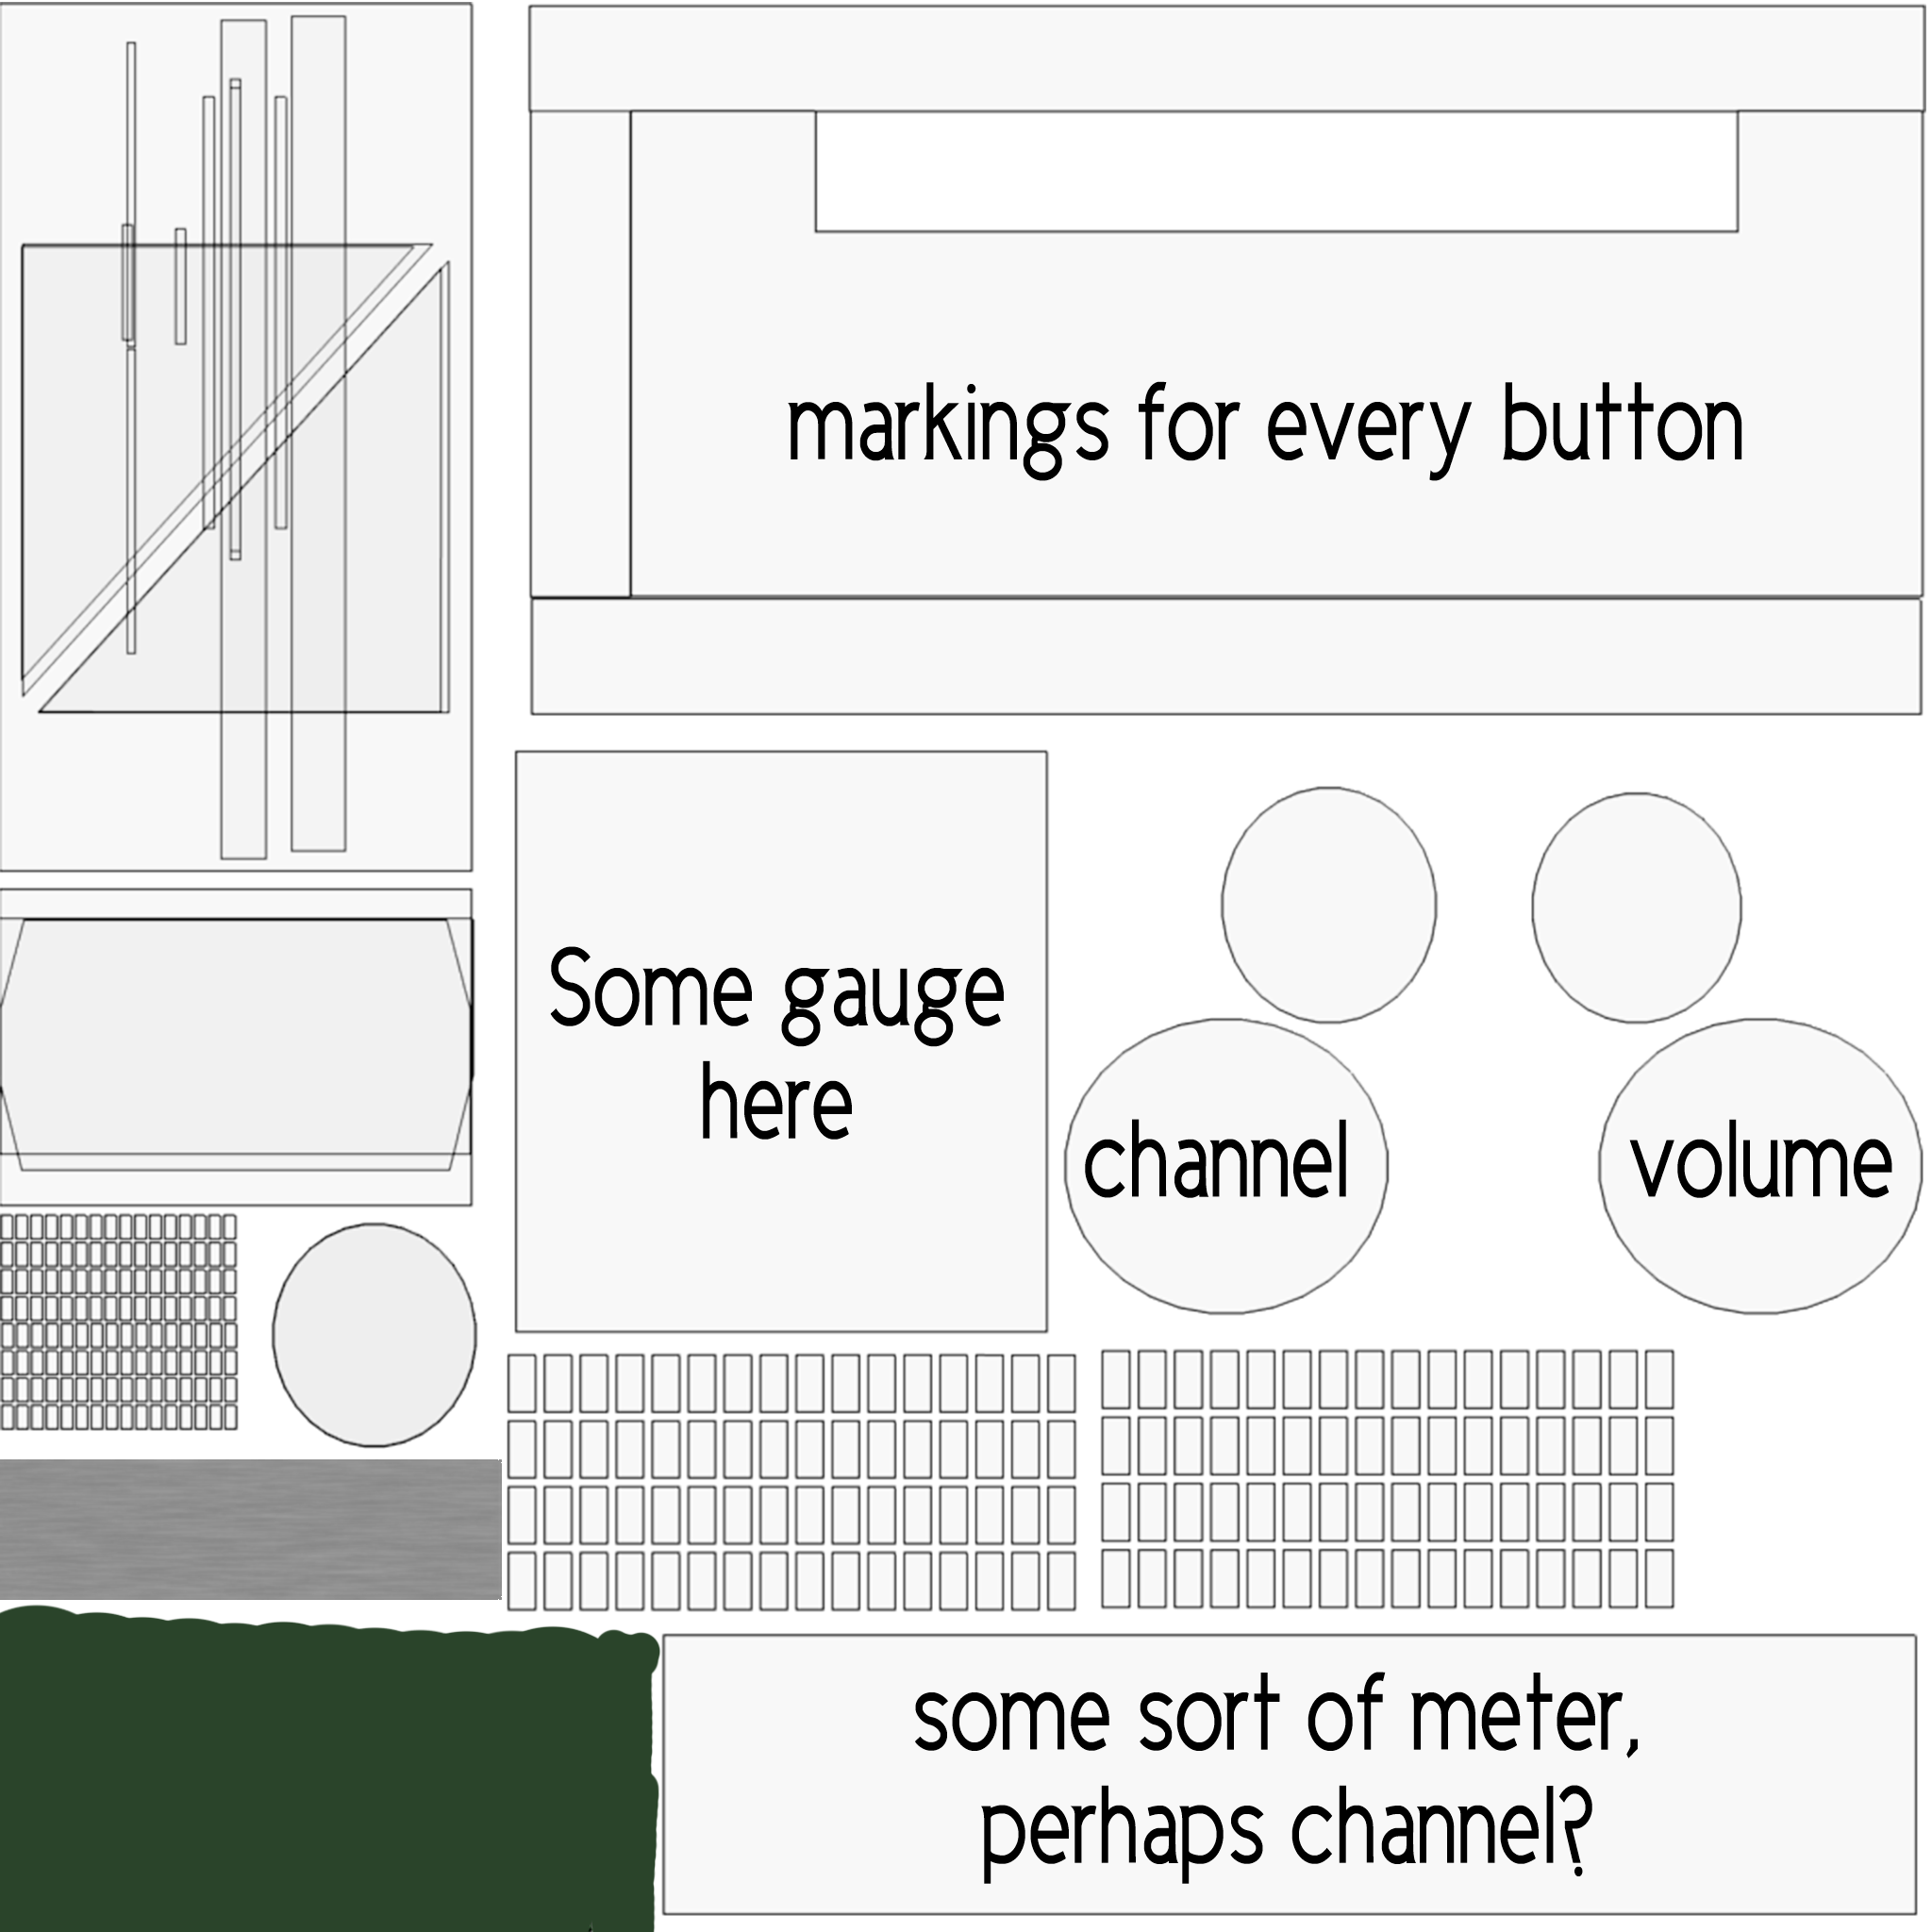 markings for every button
Some gauge
here
channel
volume
some sort of meter,
perhaps channel?